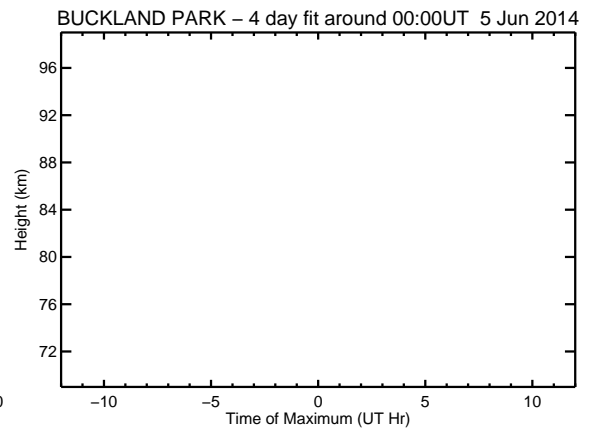 BUCKLAND PARK – 4 day fit around 00:00UT 5 Jun 2014
96
92
88
84
80
76
72
Height (km)
0 −10 −5 0 5 10
Time of Maximum (UT Hr)